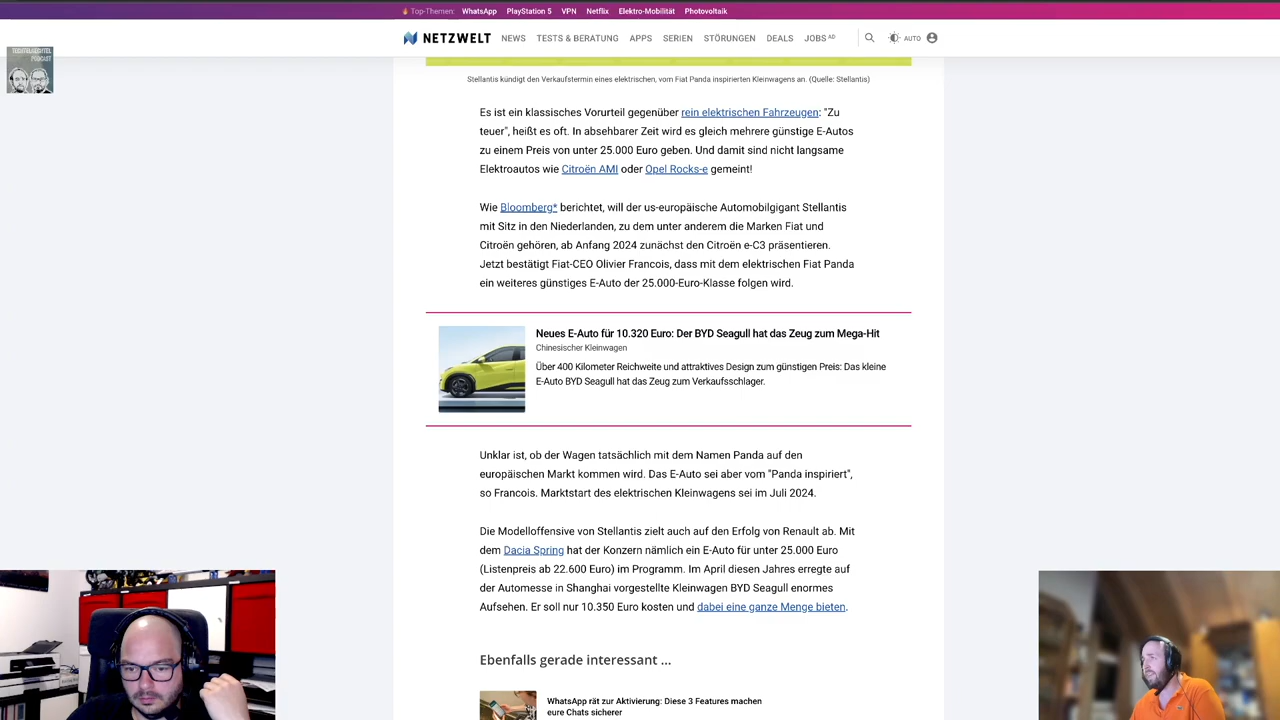 Top-Themen: WhatsApp PlayStation 5 VPN Netflix Elektro-Mobilität Photovoltaik
NETZWELT NEWS TESTS & BERATUNG APPS SERIEN STÖRUNGEN DEALS JOBS AD AUTO
TECHTELMECHTEL
PODCAST
Stellantis kündigt den Verkaufstermin eines elektrischen, vom Fiat Panda inspirierten Kleinwagens an. (Quelle: Stellantis)
Es ist ein klassisches Vorurteil gegenüber rein elektrischen Fahrzeugen: "Zu
teuer", heißt es oft. In absehbarer Zeit wird es gleich mehrere günstige E-Autos
zu einem Preis von unter 25.000 Euro geben. Und damit sind nicht langsame
Elektroautos wie Citroën AMI oder Opel Rocks-e gemeint!
Wie Bloomberg* berichtet, will der us-europäische Automobilgigant Stellantis
mit Sitz in den Niederlanden, zu dem unter anderem die Marken Fiat und
Citroën gehören, ab Anfang 2024 zunächst den Citroën e-C3 präsentieren.
Jetzt bestätigt Fiat-CEO Olivier Francois, dass mit dem elektrischen Fiat Panda
ein weiteres günstiges E-Auto der 25.000-Euro-Klasse folgen wird.
Neues E-Auto für 10.320 Euro: Der BYD Seagull hat das Zeug zum Mega-Hit
Chinesischer Kleinwagen
Über 400 Kilometer Reichweite und attraktives Design zum günstigen Preis: Das kleine
E-Auto BYD Seagull hat das Zeug zum Verkaufsschlager.
Unklar ist, ob der Wagen tatsächlich mit dem Namen Panda auf den
europäischen Markt kommen wird. Das E-Auto sei aber vom "Panda inspiriert",
so Francois. Marktstart des elektrischen Kleinwagens sei im Juli 2024.
Die Modelloffensive von Stellantis zielt auch auf den Erfolg von Renault ab. Mit
dem Dacia Spring hat der Konzern nämlich ein E-Auto für unter 25.000 Euro
(Listenpreis ab 22.600 Euro) im Programm. Im April diesen Jahres erregte auf
der Automesse in Shanghai vorgestellte Kleinwagen BYD Seagull enormes
Aufsehen. Er soll nur 10.350 Euro kosten und dabei eine ganze Menge bieten.
Ebenfalls gerade interessant ...
WhatsApp rät zur Aktivierung: Diese 3 Features machen
eure Chats sicherer